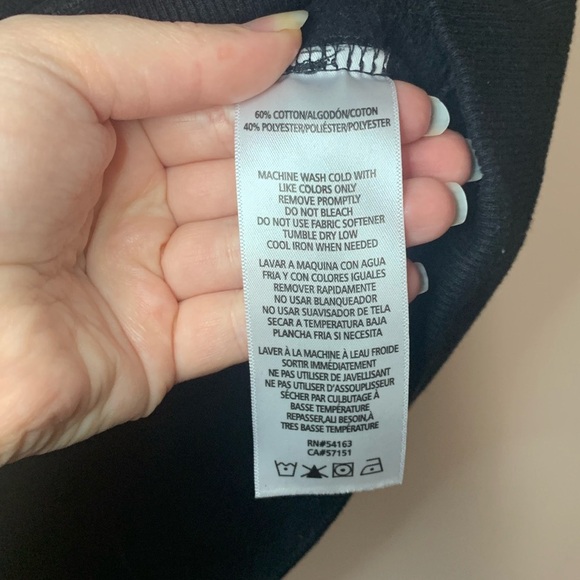 60% COTTON/ALGODÓN/COTON
40% POLYESTER/POLIÉSTER/POLYESTER
MACHINE WASH COLD WITH
LIKE COLORS ONLY
REMOVE PROMPTLY
DO NOT BLEACH
DO NOT USE FABRIC SOFTENER
TUMBLE DRY LOW
COOL IRON WHEN NEEDED
LAVAR A MAQUINA CON AGUA
FRIA Y CON COLORES IGUALES
REMOVER RAPIDAMENTE
NO USAR BLANQUEADOR
NO USAR SUAVISADOR DE TELA
SECAR A TEMPERATURA BAJA
PLANCHA FRIA SI NECESITA
LAVER À LA MACHINE À LEAU FROIDE
SORTIR IMMÉDIATEMENT
NE PAS UTILISER DE JAVELLISANT
NE PAS UTILISER D'ASSOUPLISSEUR
SÉCHER PAR CULBUTAGE À
BASSE TEMPÉRATURE
REPASSER,AU BESOIN,À
TRES BASSE TEMPÉRATURE
RN#54163
CA#57151